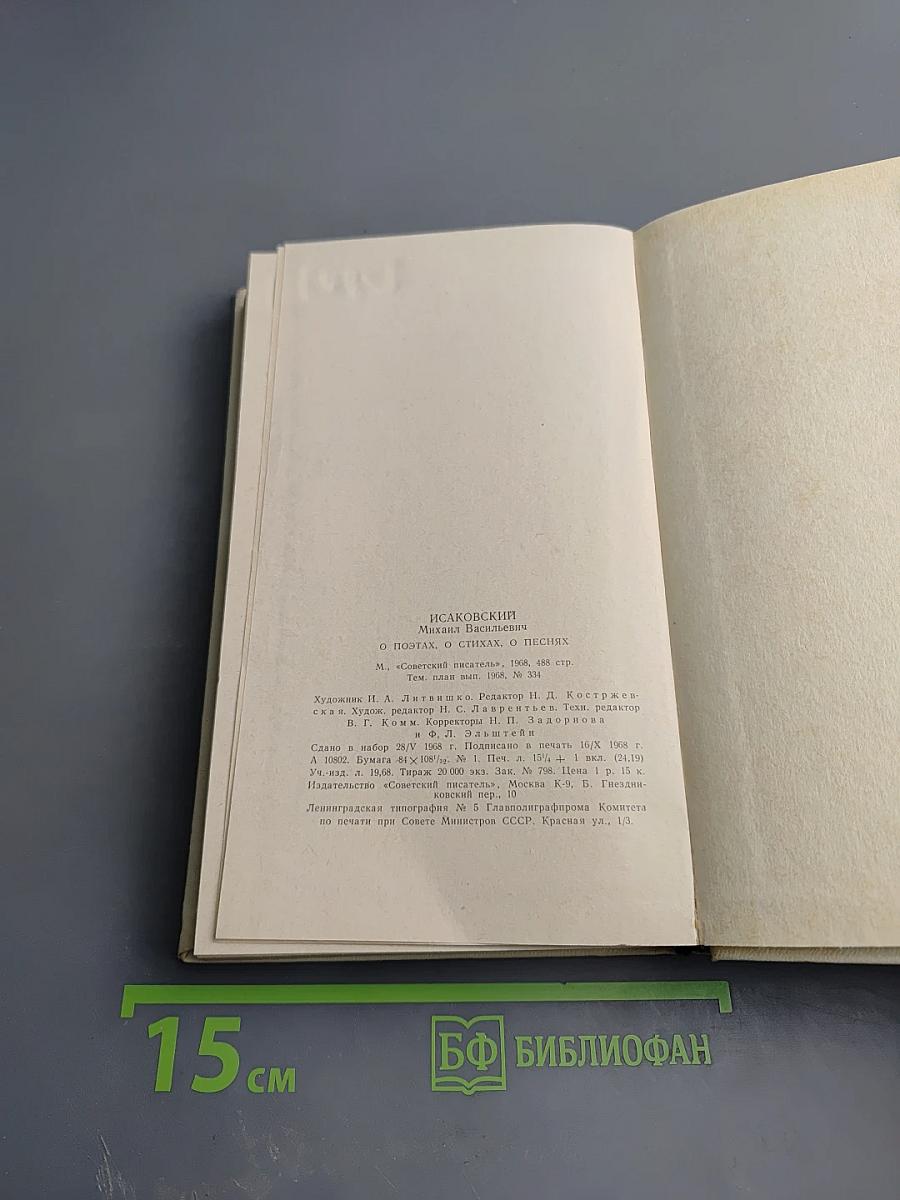 ИСАКОВСКИЙ
Михаил Васильевич
О ПОЭТАХ, О СТИХАХ, О ПЕСНЯХ
М., «Советский писатель», 1968, 488 стр.
Тем. план вып. 1968, № 334
Художник И. А. Литвишко. Редактор Н. Д. Костржев-
ская. Худож. редактор Н. С. Лаврентьев. Техн. редактор
В. Г. Комм. Корректоры Н. П. Задорнова
и Ф. Л. Эльштейн
Сдано в набор 28/V 1968 г. Подписано в печать 16/X 1968 г.
А 10802. Бумага 84×108¹/₃₂. № 1. Печ. л. 15¹/₄ + 1 вкл. (24,19)
Уч.-изд. л. 19,68. Тираж 20 000 экз. Зак. № 798. Цена 1 р. 15 к.
Издательство «Советский писатель», Москва К-9, Б. Гнездни-
ковский пер., 10
Ленинградская типография № 5 Главполиграфпрома Комитета
по печати при Совете Министров СССР. Красная ул., 1/3.
15 см
БФ БИБЛИОФАН